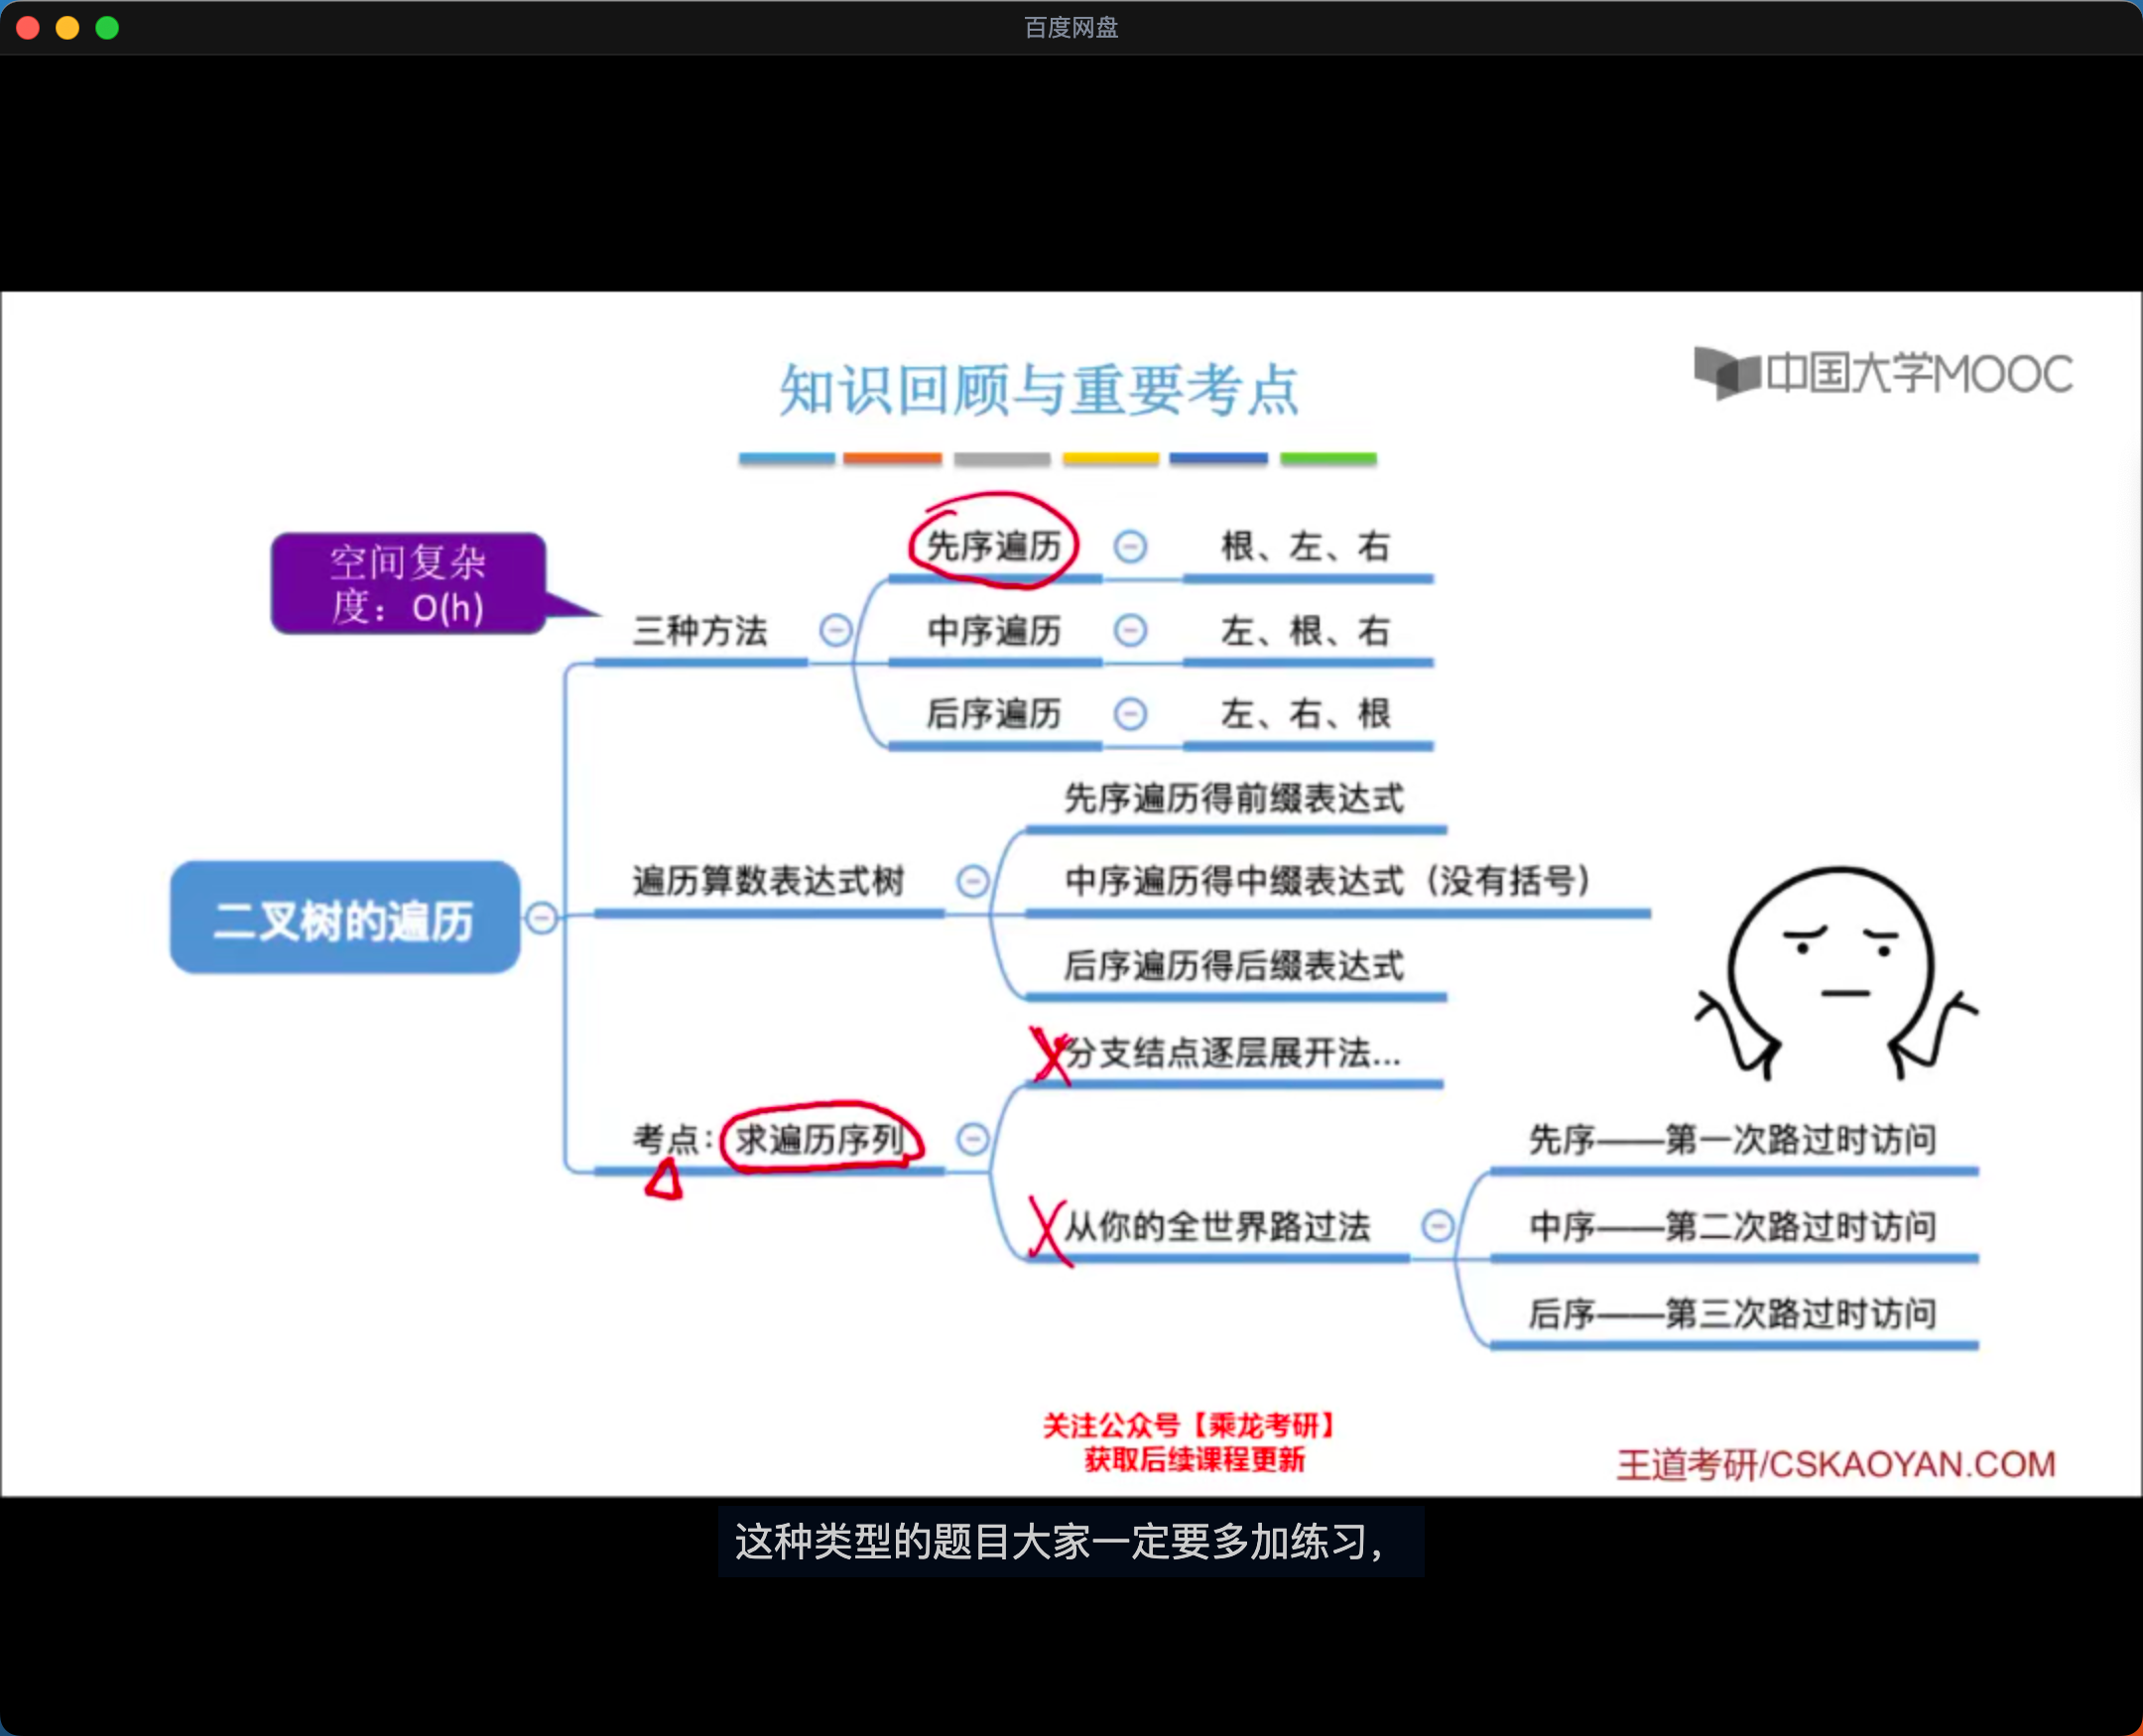 百度网盘
知识回顾与重要考点
中国大学MOOC
空间复杂
度：O(h)
三种方法
先序遍历
根、左、右
中序遍历
左、根、右
后序遍历
左、右、根
二叉树的遍历
遍历算数表达式树
先序遍历得前缀表达式
中序遍历得中缀表达式（没有括号）
后序遍历得后缀表达式
考点：求遍历序列
分支结点逐层展开法...
从你的全世界路过法
先序——第一次路过时访问
中序——第二次路过时访问
后序——第三次路过时访问
关注公众号【乘龙考研】
获取后续课程更新
王道考研/CSKAOYAN.COM
这种类型的题目大家一定要多加练习，